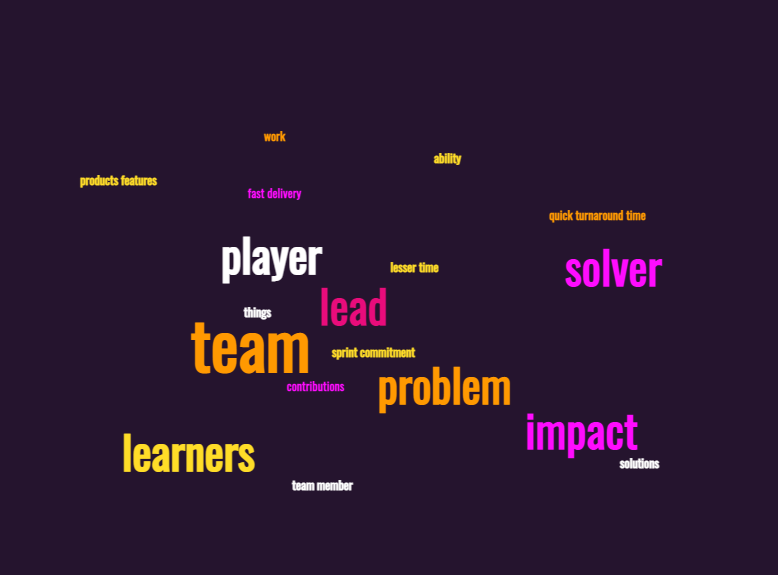 work
ability
products features
fast delivery
quick turnaround time
player
lesser time
solver
lead
things
team
sprint commitment
contributions
problem
impact
learners
solutions
team member